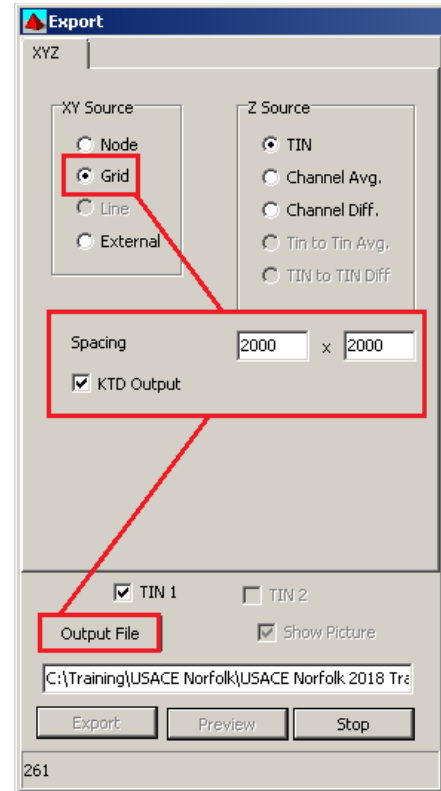 Export
XYZ
XY Source
Node
Grid
Line
External
Z Source
TIN
Channel Avg.
Channel Diff.
Tin to Tin Avg.
TIN to TIN Diff
Spacing 2000 x 2000
KTD Output
TIN 1 TIN 2
Output File Show Picture
C:\Training\USACE Norfolk\USACE Norfolk 2018 Tra
Export Preview Stop
261